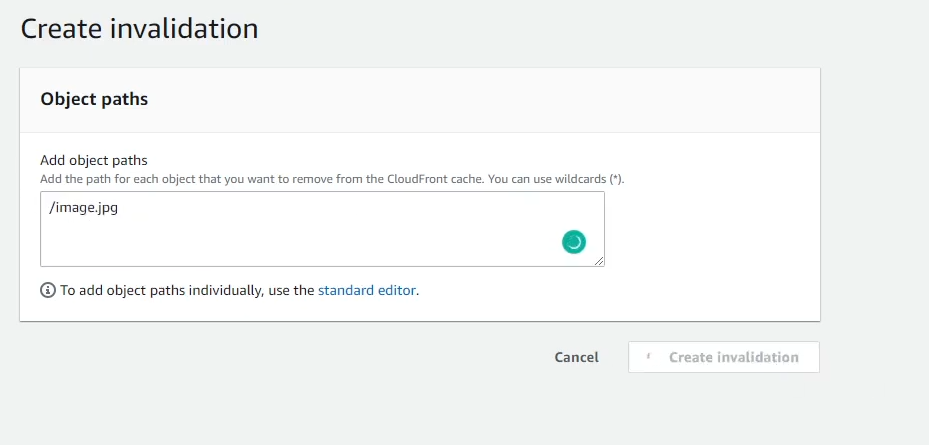 Create invalidation
Object paths
Add object paths
Add the path for each object that you want to remove from the CloudFront cache. You can use wildcards (*).
/image.jpg
To add object paths individually, use the standard editor.
Cancel
Create invalidation